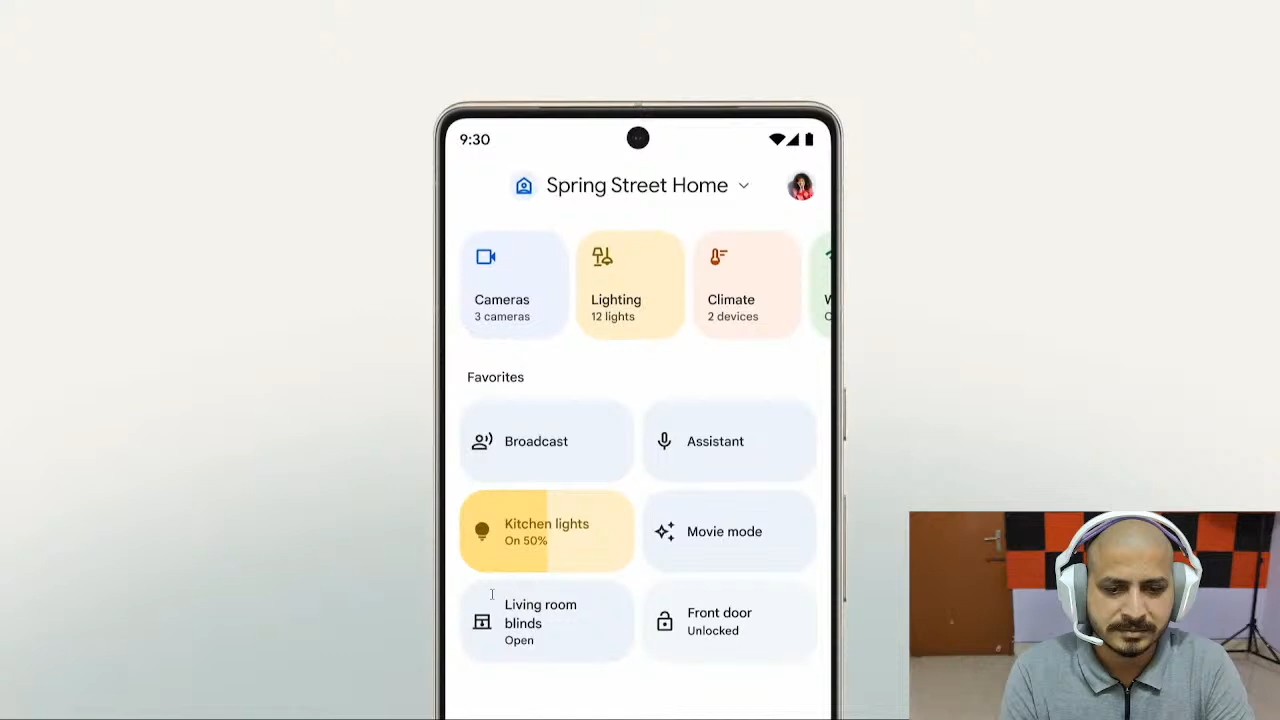 9:30
Spring Street Home
Cameras
3 cameras
Lighting
12 lights
Climate
2 devices
Favorites
Broadcast
Assistant
Kitchen lights
On 50%
Movie mode
Living room
blinds
Open
Front door
Unlocked